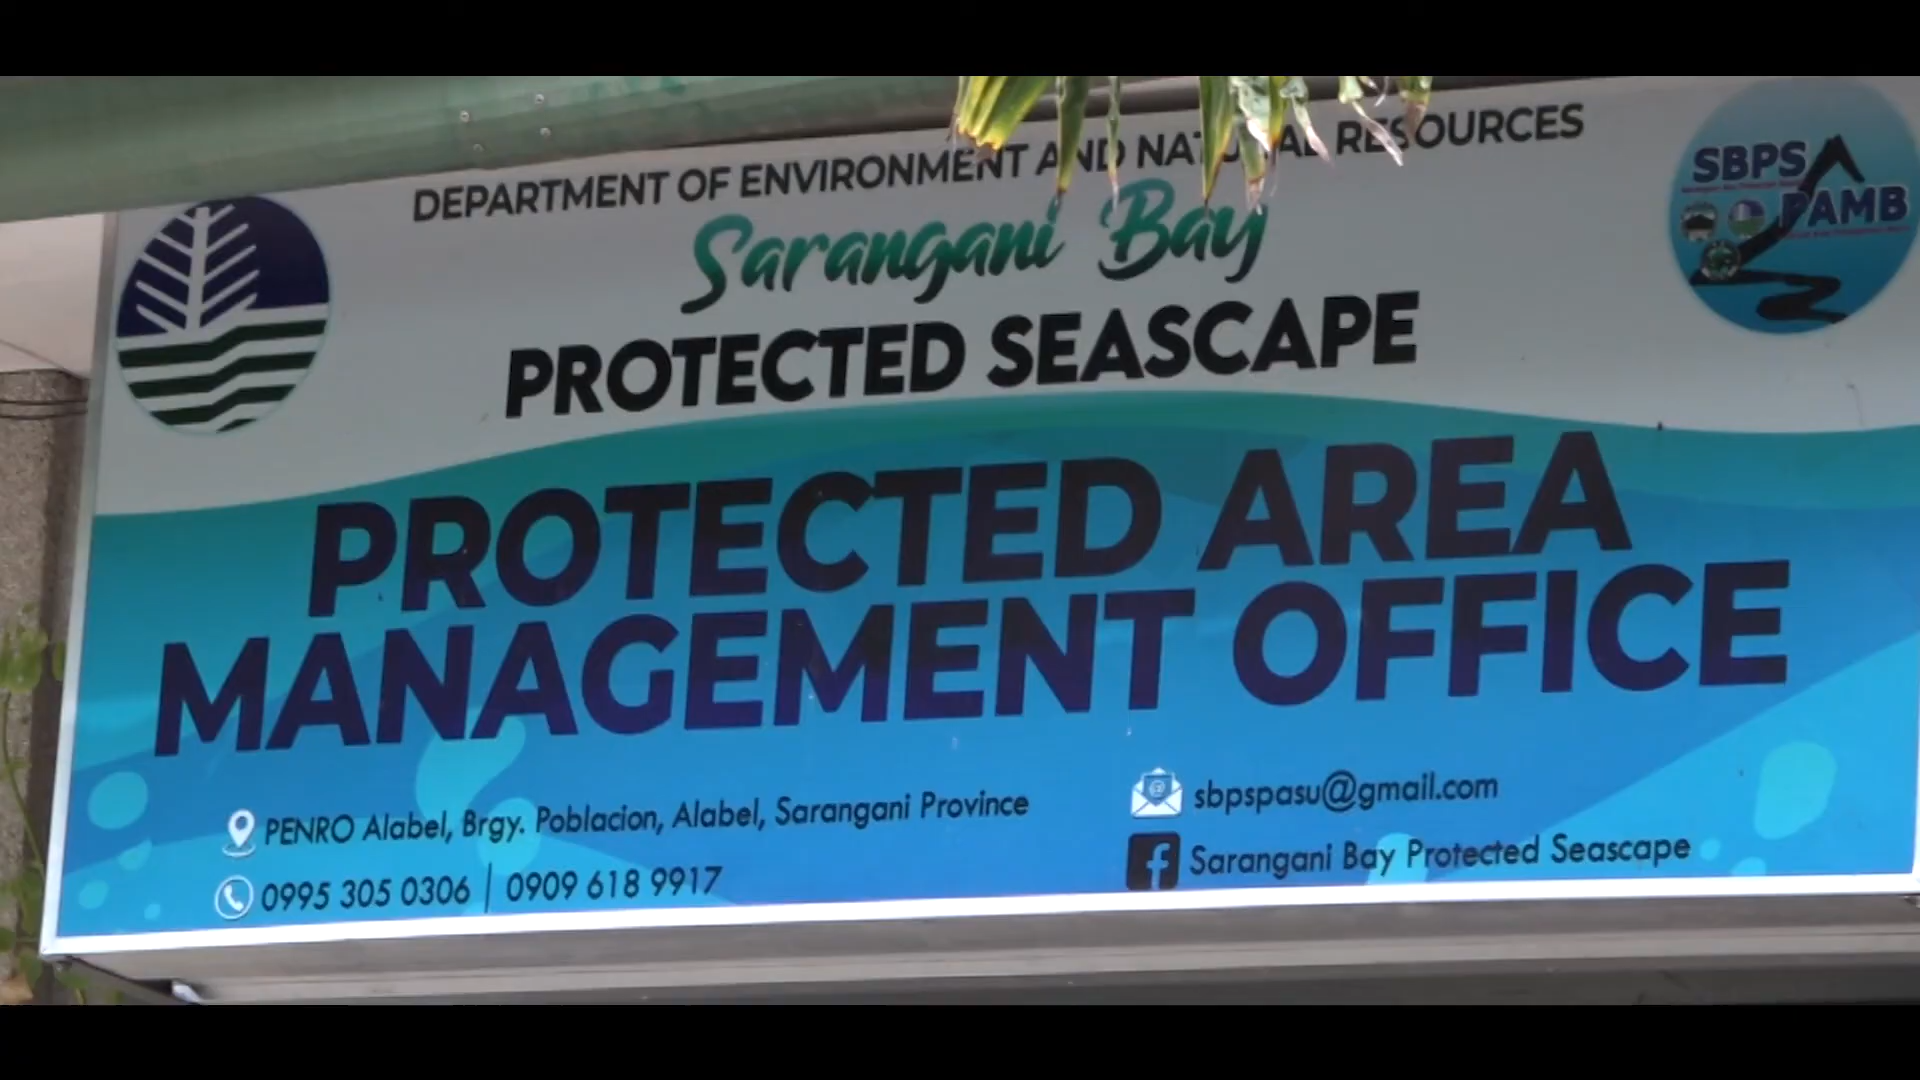 DEPARTMENT OF ENVIRONMENT AND NATURAL RESOURCES
Sarangani Bay
PROTECTED SEASCAPE
SBPS
PAMB
PROTECTED AREA
MANAGEMENT OFFICE
PENRO Alabel, Brgy. Poblacion, Alabel, Sarangani Province
0995 305 0306 | 0909 618 9917
sbpspasu@gmail.com
Sarangani Bay Protected Seascape